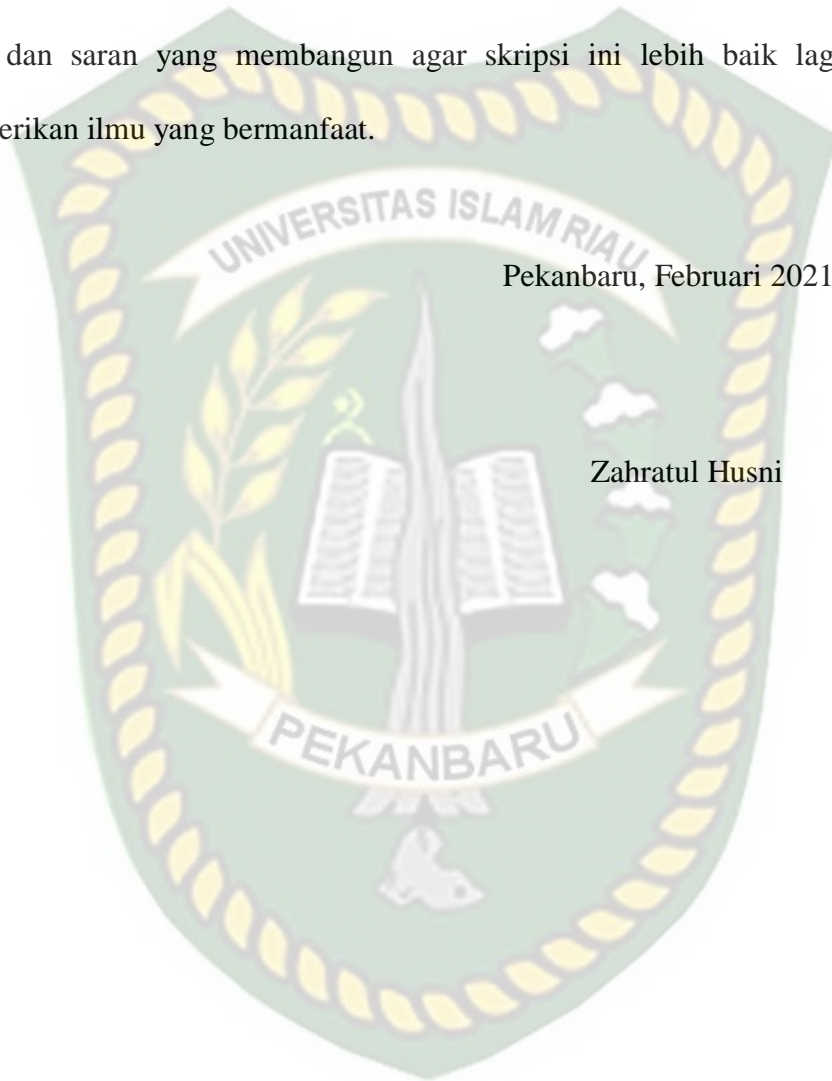 dan saran yang membangun agar skripsi ini lebih baik lag
erikan ilmu yang bermanfaat.
UNIVERSITAS ISLAM RIAU
Pekanbaru, Februari 2021
Zahratul Husni
PEKANBARU